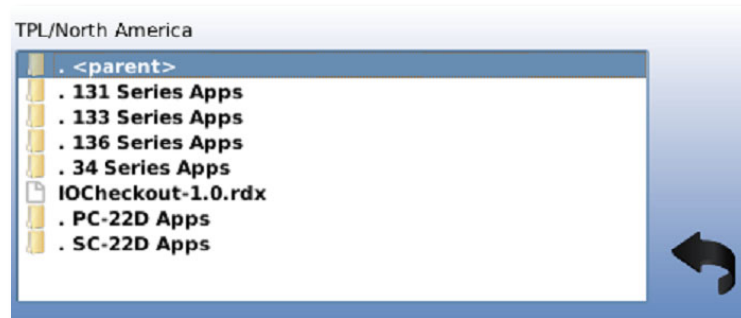 TPL/North America
. <parent>
. 131 Series Apps
. 133 Series Apps
. 136 Series Apps
. 34 Series Apps
IOCheckout-1.0.rdx
. PC-22D Apps
. SC-22D Apps